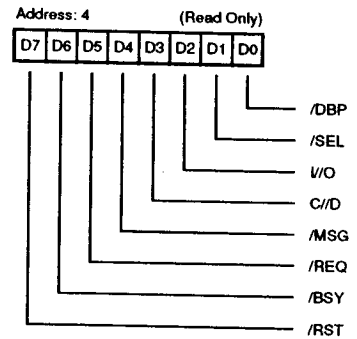 Address: 4 (Read Only)
D7 D6 D5 D4 D3 D2 D1 D0
/DBP
/SEL
I//O
C//D
/MSG
/REQ
/BSY
/RST